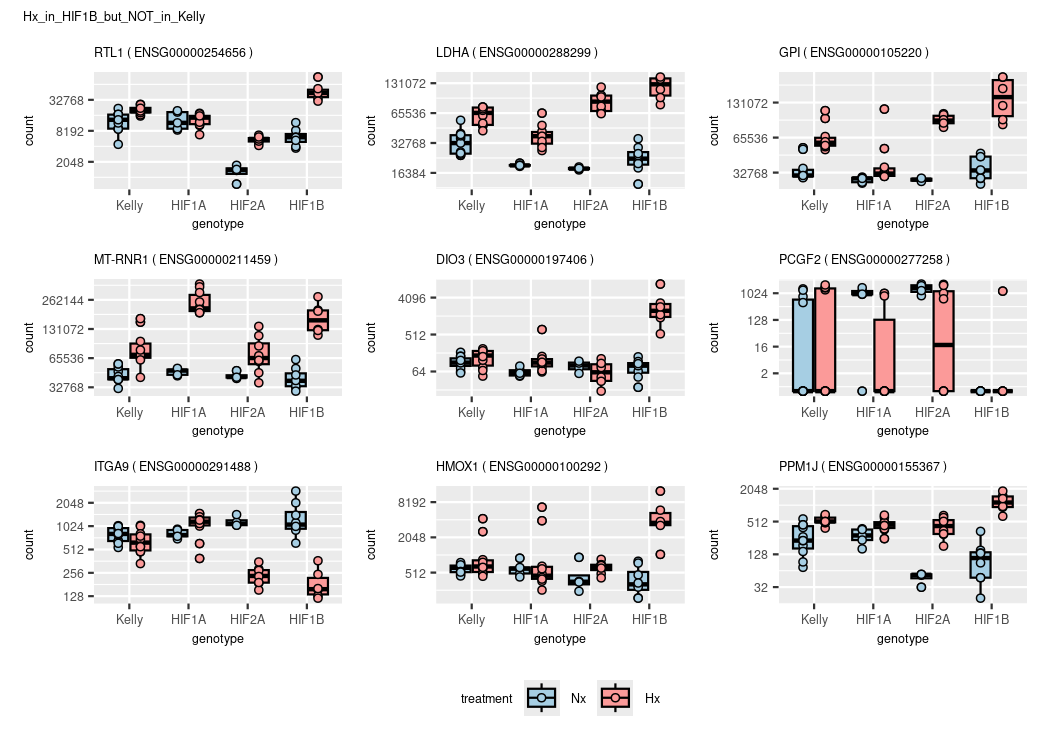 Hx_in_HIF1B_but_NOT_in_Kelly
RTL1 ( ENSG00000254656 )
LDHA ( ENSG00000288299 )
GPI ( ENSG00000105220 )
count
32768
8192
2048
Kelly HIF1A HIF2A HIF1B
genotype
count
131072
65536
32768
16384
Kelly HIF1A HIF2A HIF1B
genotype
count
131072
65536
32768
Kelly HIF1A HIF2A HIF1B
genotype
MT-RNR1 ( ENSG00000211459 )
DIO3 ( ENSG00000197406 )
PCGF2 ( ENSG00000277258 )
count
262144
131072
65536
32768
Kelly HIF1A HIF2A HIF1B
genotype
count
4096
512
64
Kelly HIF1A HIF2A HIF1B
genotype
count
1024
128
16
2
Kelly HIF1A HIF2A HIF1B
genotype
ITGA9 ( ENSG00000291488 )
HMOX1 ( ENSG00000100292 )
PPM1J ( ENSG00000155367 )
count
2048
1024
512
256
128
Kelly HIF1A HIF2A HIF1B
genotype
count
8192
2048
512
Kelly HIF1A HIF2A HIF1B
genotype
count
2048
512
128
32
Kelly HIF1A HIF2A HIF1B
genotype
treatment Nx Hx